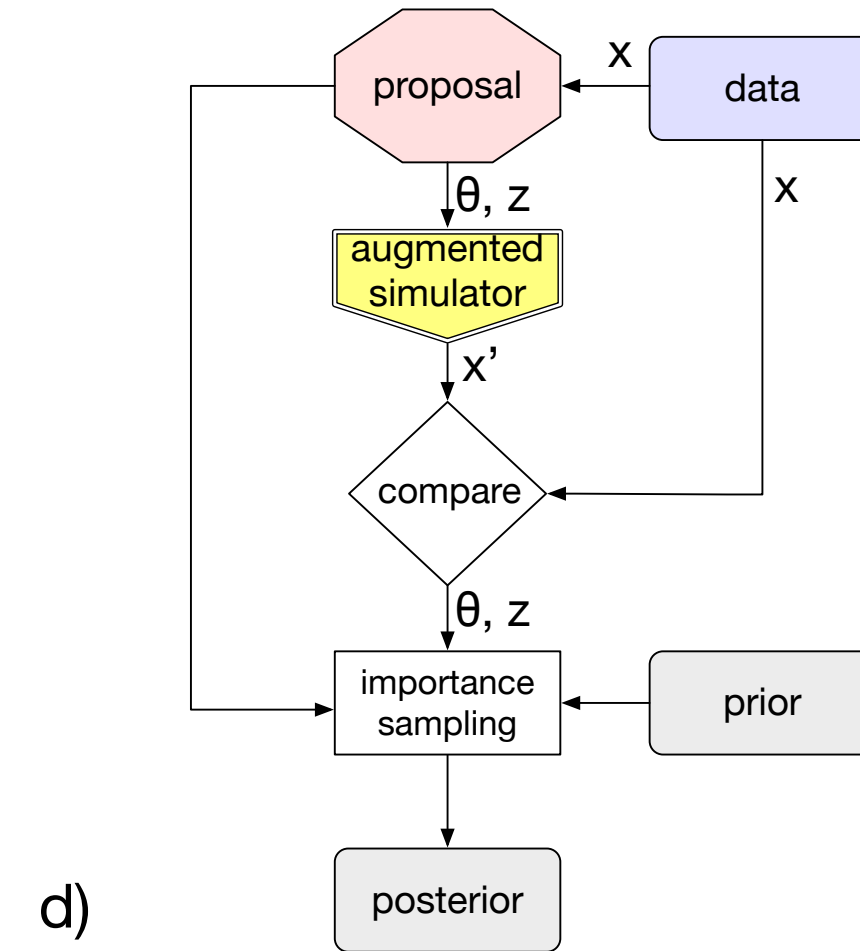 proposal
x
data
θ, z
x
augmented
simulator
x’
compare
θ, z
importance
sampling
prior
posterior
d)